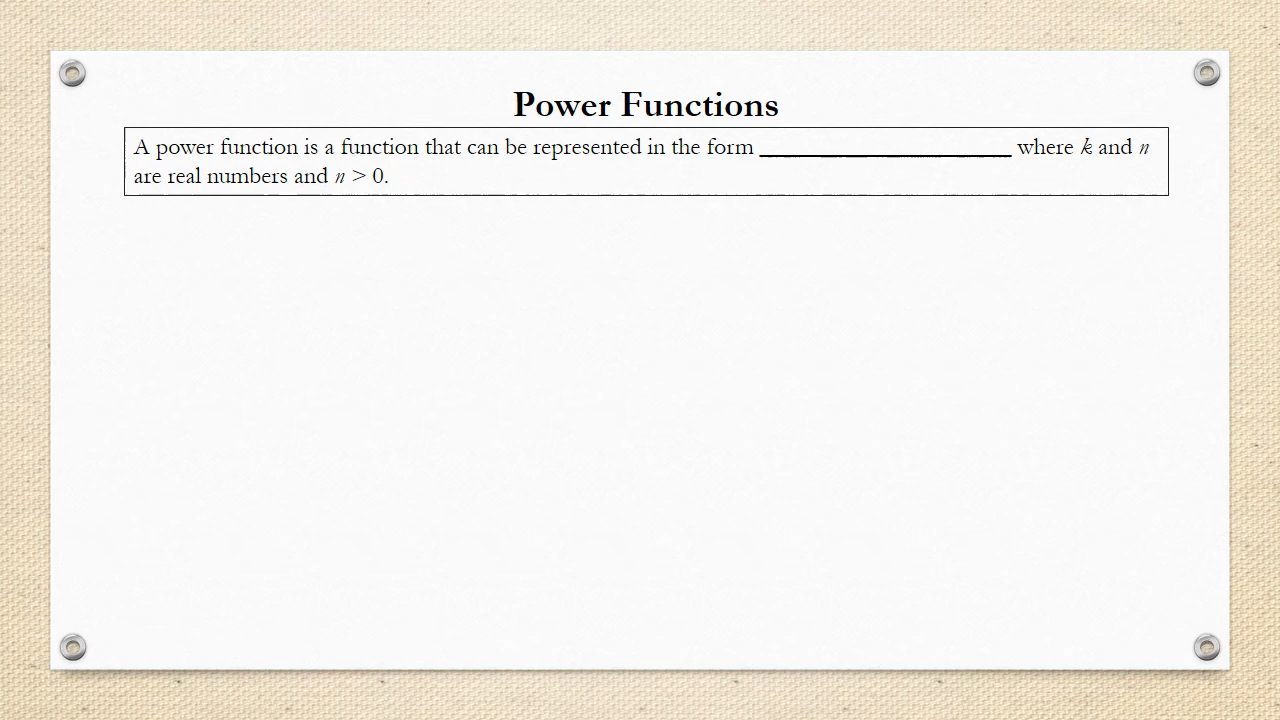 Power Functions
A power function is a function that can be represented in the form ______________________ where k and n
are real numbers and n > 0.